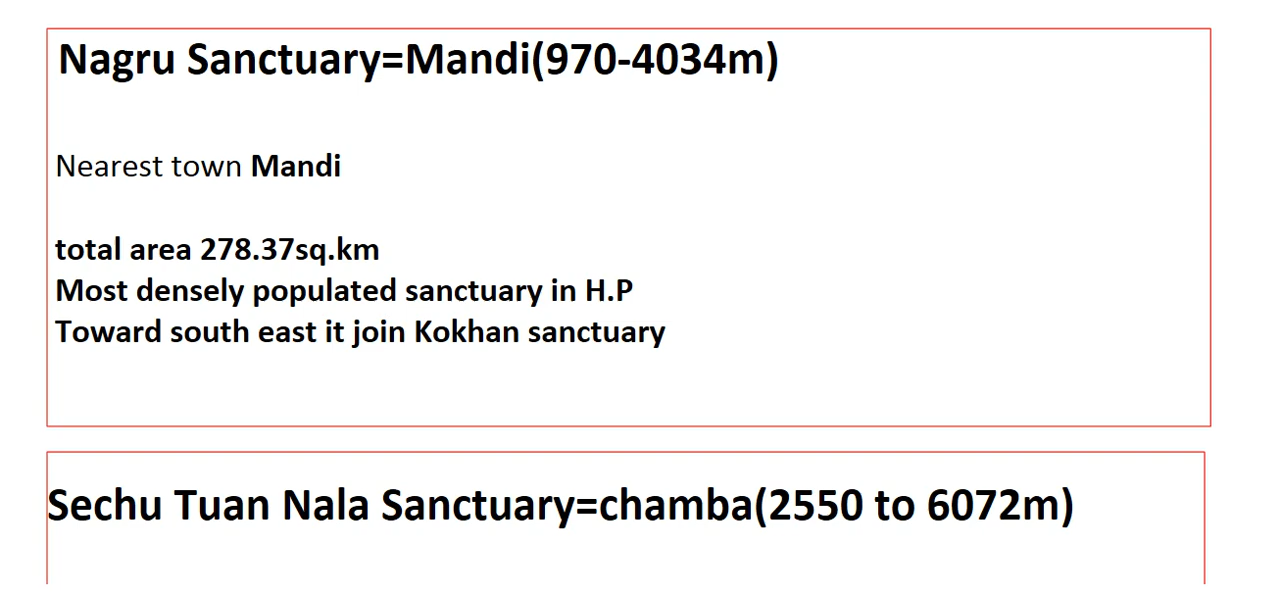 Nagru Sanctuary=Mandi(970-4034m)
Nearest town Mandi
total area 278.37sq.km
Most densely populated sanctuary in H.P
Toward south east it join Kokhan sanctuary
Sechu Tuan Nala Sanctuary=chamba(2550 to 6072m)